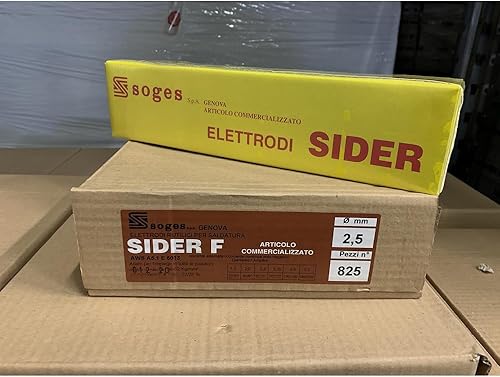 soges
S.p.A. GENOVA
ARTICOLO COMMERCIALIZZATO
ELETTRODI SIDER
soges S.p.A. GENOVA
ELETTRODI RUTILICI PER SALDATURA
SIDER F
AWS A5.1 E 6013
ARTICOLO
COMMERCIALIZZATO
Ø mm
2,5
Pezzi n°
825